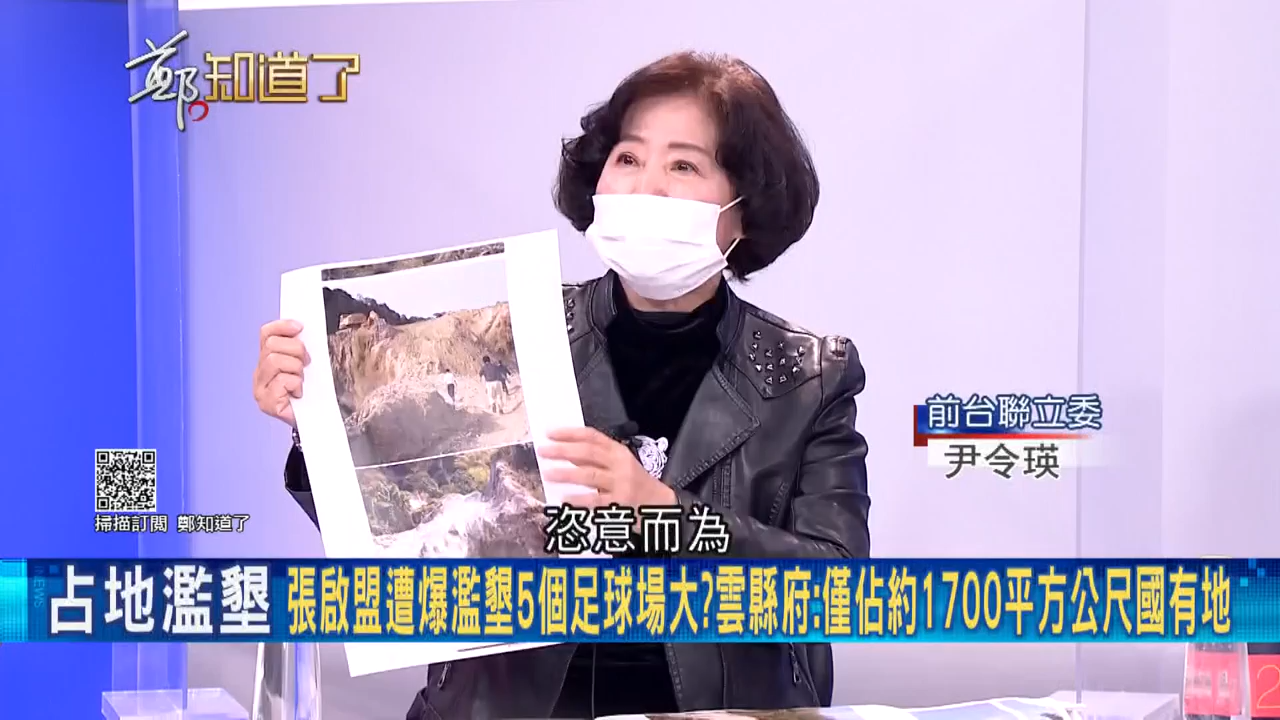 鄭知道了
前台聯立委
尹令瑛
掃描訂閱 鄭知道了
恣意而為
占地濫墾
張啟盟遭爆濫墾5個足球場大?雲縣府:僅佔約1700平方公尺國有地
NEWS
2